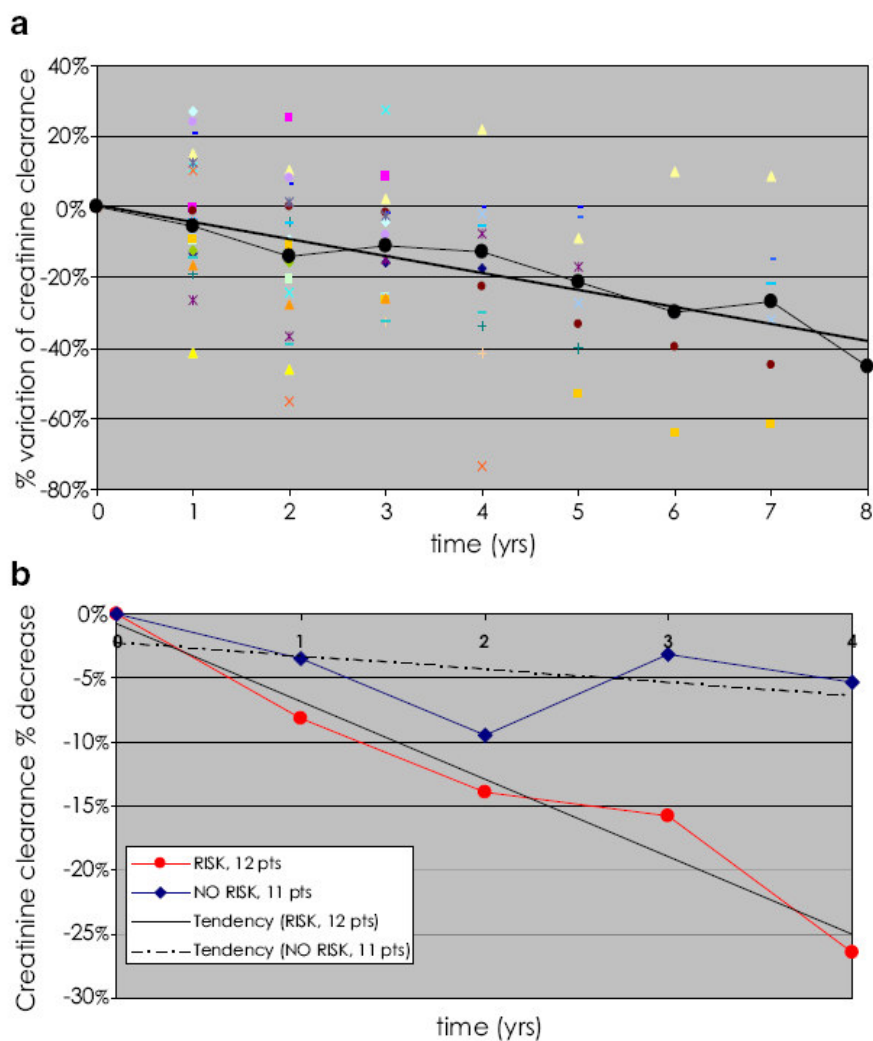 a
% variation of creatinine clearance
40%
20%
0%
-20%
-40%
-60%
-80%
0 1 2 3 4 5 6 7 8
time (yrs)
b
Creatinine clearance % decrease
0%
0 1 2 3 4
-5%
-10%
-15%
-20%
-25%
-30%
RISK, 12 pts
NO RISK, 11 pts
Tendency (RISK, 12 pts)
Tendency (NO RISK, 11 pts)
time (yrs)